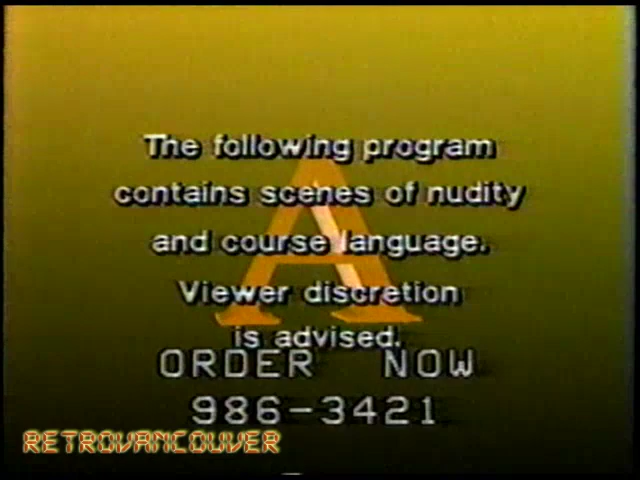 The following program
contains scenes of nudity
and course language.
Viewer discretion
is advised.
A
ORDER NOW
986-3421
RETROVANCOUVER